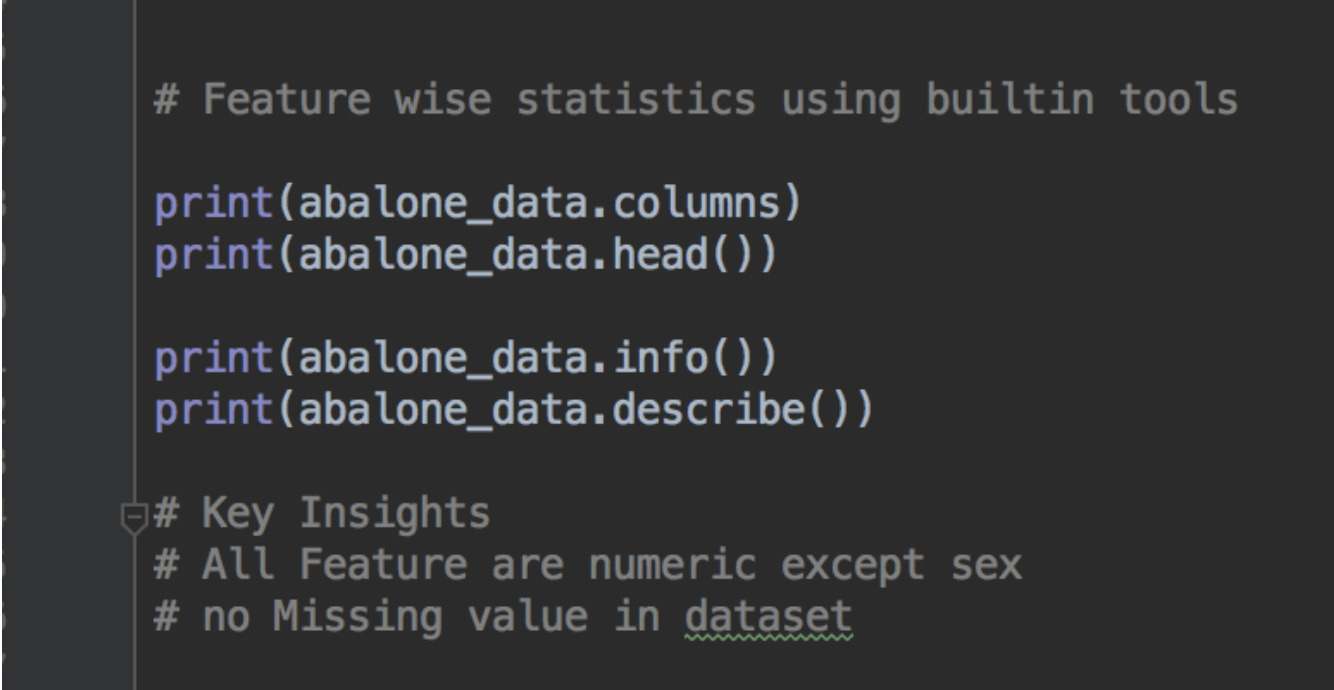 # Feature wise statistics using builtin tools
print(abalone_data.columns)
print(abalone_data.head())
print(abalone_data.info())
print(abalone_data.describe())
# Key Insights
# All Feature are numeric except sex
# no Missing value in dataset